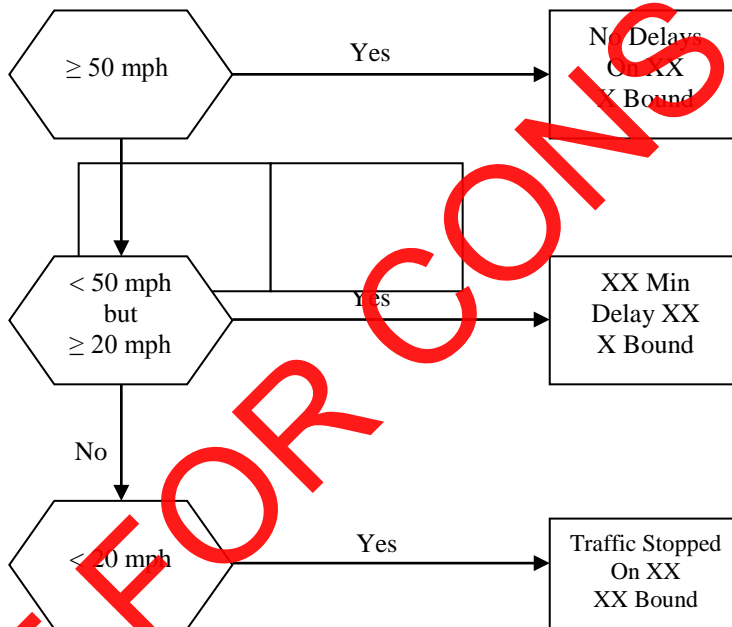 ≥ 50 mph
Yes
No Delays
On XX
X Bound
< 50 mph
but
≥ 20 mph
Yes
XX Min
Delay XX
X Bound
No
< 20 mph
Yes
Traffic Stopped
On XX
XX Bound
FOR CONS